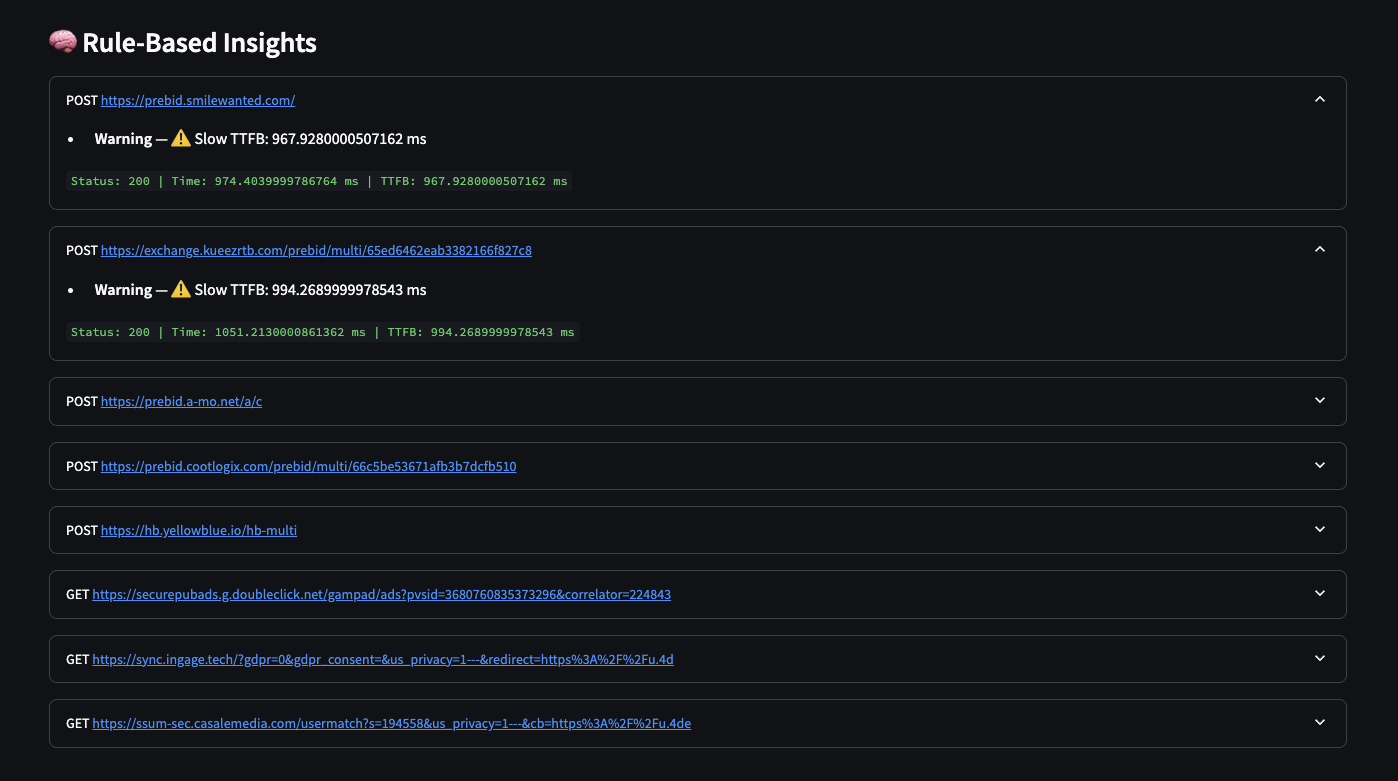 🧠 Rule-Based Insights
POST https://prebid.smilewanted.com/
• Warning — ⚠️ Slow TTFB: 967.9280000507162 ms
Status: 200 | Time: 974.4039999786764 ms | TTFB: 967.9280000507162 ms
POST https://exchange.kueezrtb.com/prebid/multi/65ed6462eab3382166f827c8
• Warning — ⚠️ Slow TTFB: 994.2689999978543 ms
Status: 200 | Time: 1051.2130000861362 ms | TTFB: 994.2689999978543 ms
POST https://prebid.a-mo.net/a/c
POST https://prebid.cootlogix.com/prebid/multi/66c5be53671afb3b7dcfb510
POST https://hb.yellowblue.io/hb-multi
GET https://securepubads.g.doubleclick.net/gampad/ads?pvsid=3680760835373296&correlator=224843
GET https://sync.ingage.tech/?gdpr=0&gdpr_consent=&us_privacy=1---&redirect=https%3A%2F%2Fu.4d
GET https://ssum-sec.casalemedia.com/usermatch?s=194558&us_privacy=1---&cb=https%3A%2F%2Fu.4de